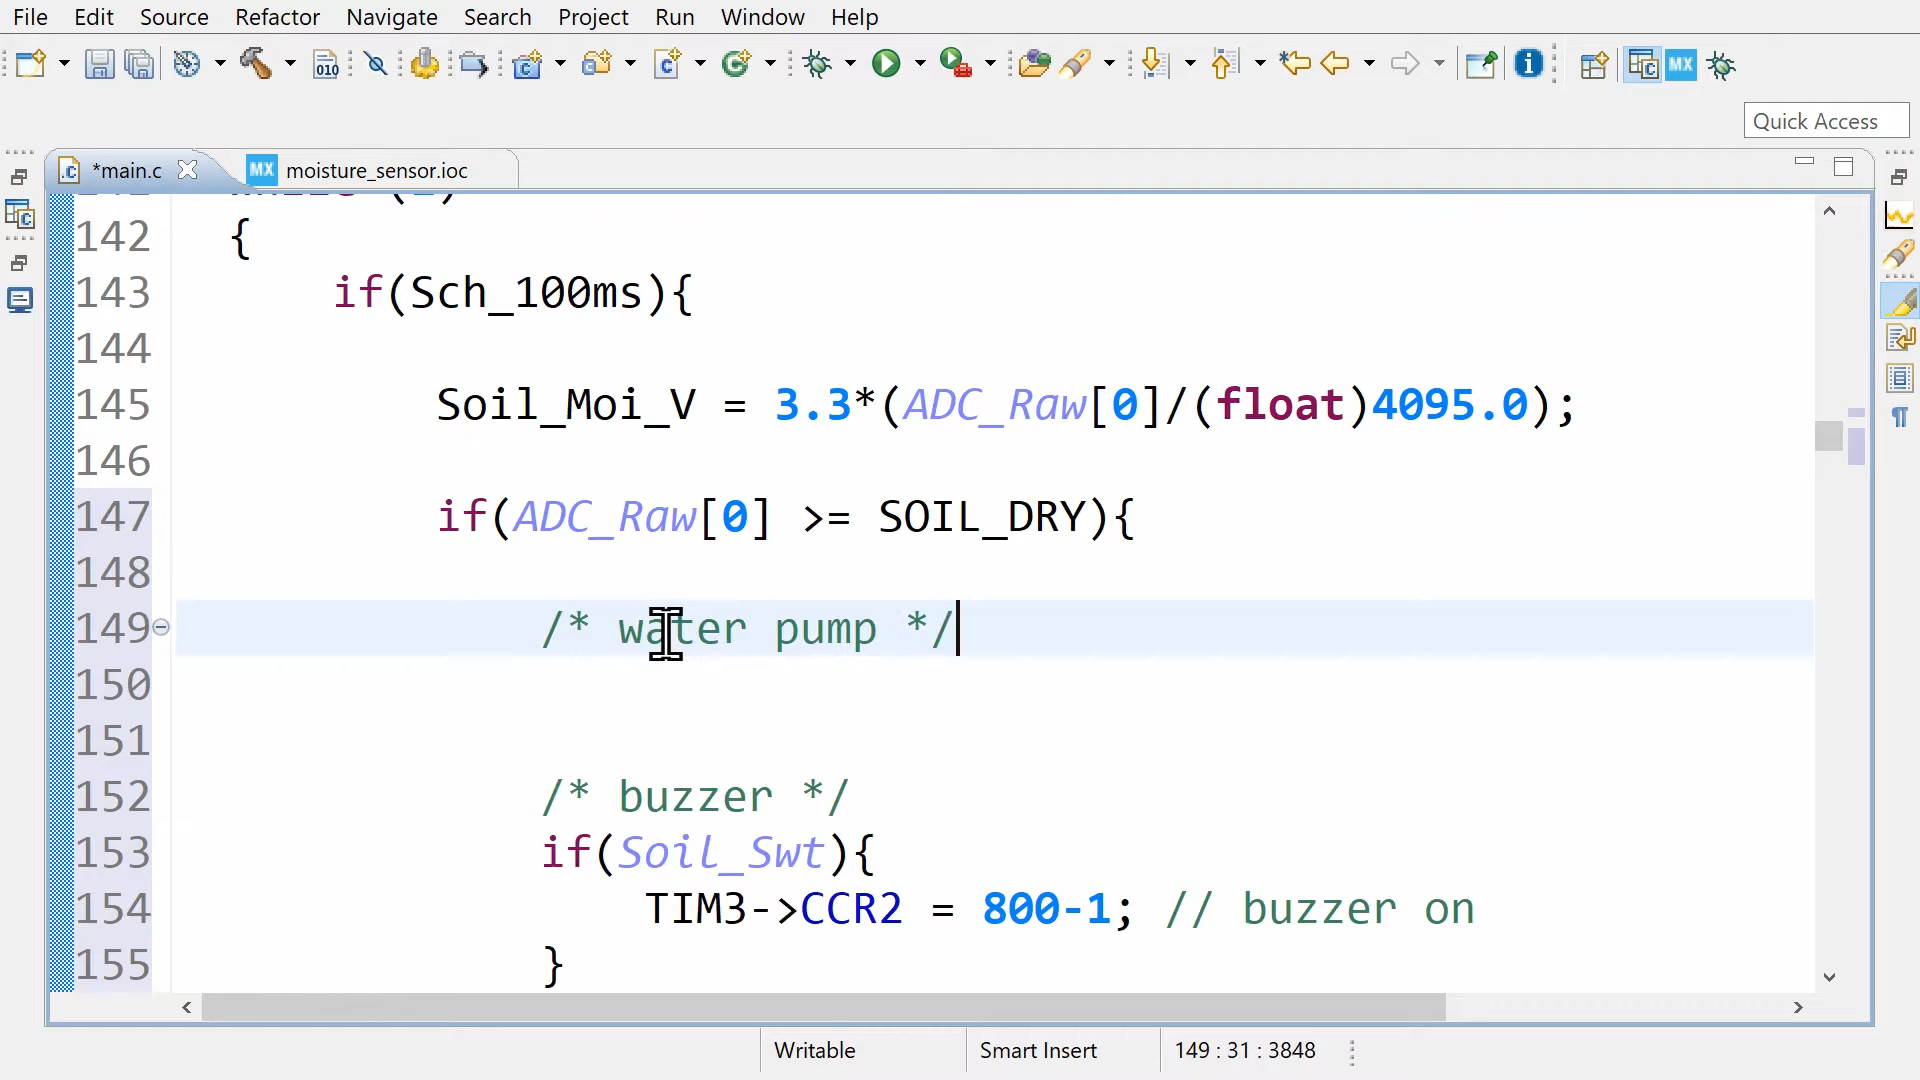 File Edit Source Refactor Navigate Search Project Run Window Help
010
MX
Quick Access
*main.c
MX moisture_sensor.ioc
142 {
143 if(Sch_100ms){
144
145 Soil_Moi_V = 3.3*(ADC_Raw[0]/(float)4095.0);
146
147 if(ADC_Raw[0] >= SOIL_DRY){
148
149 /* water pump */
150
151
152 /* buzzer */
153 if(Soil_Swt){
154 TIM3->CCR2 = 800-1; // buzzer on
155 }
Writable Smart Insert 149 : 31 : 3848